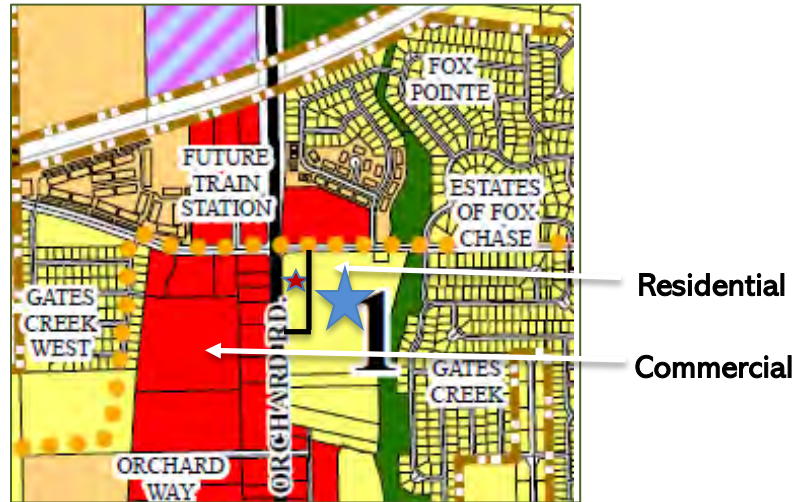 FOX
POINTE
FUTURE
TRAIN
STATION
ESTATES
OF FOX
CHASE
Residential
GATES
CREEK
WEST
ORCHARD RD.
1
Commercial
GATES
CREEK
ORCHARD
WAY